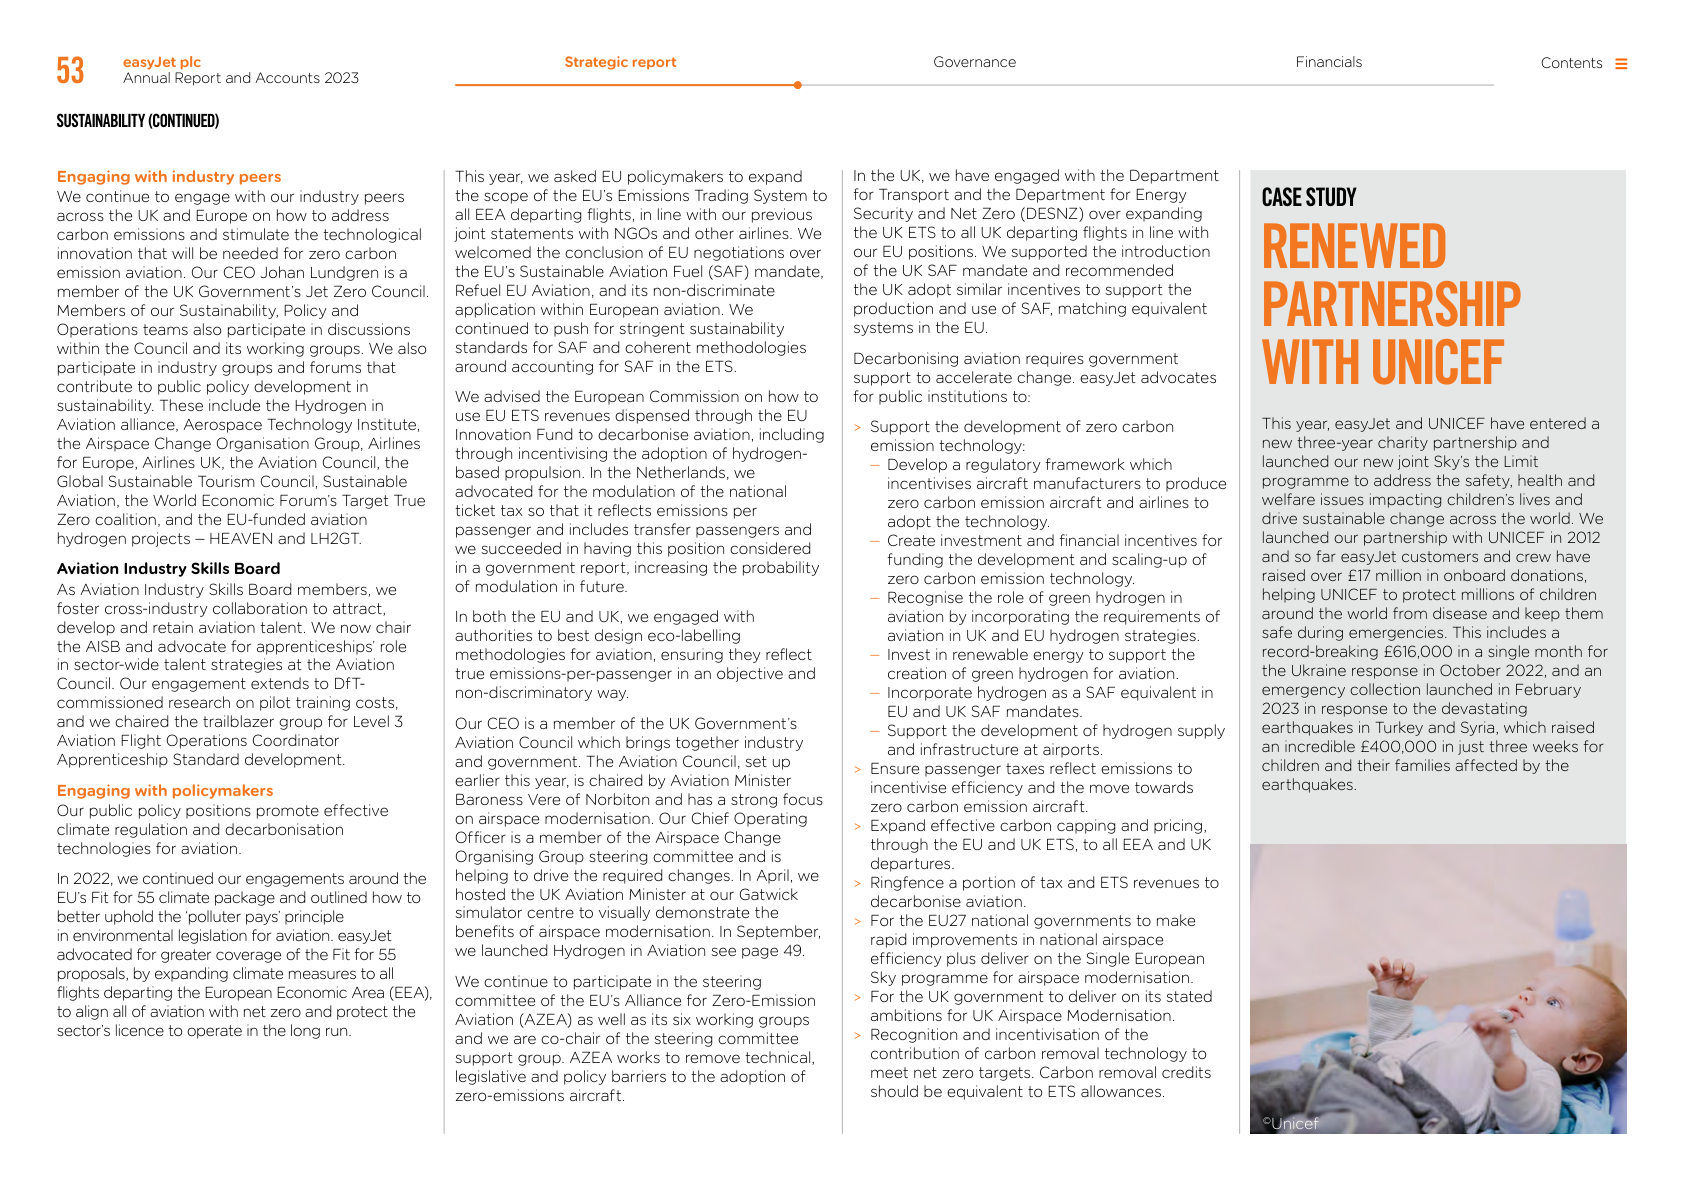 53
easyJet plc
Annual Report and Accounts 2023
Strategic report
Governance
Financials
Contents
SUSTAINABILITY (CONTINUED)
Engaging with industry peers
We continue to engage with our industry peers
across the UK and Europe on how to address
carbon emissions and stimulate the technological
innovation that will be needed for zero carbon
emission aviation. Our CEO Johan Lundgren is a
member of the UK Government's Jet Zero Council.
Members of our Sustainability, Policy and
Operations teams also participate in discussions
within the Council and its working groups. We also
participate in industry groups and forums that
contribute to public policy development in
sustainability. These include the Hydrogen in
Aviation alliance, Aerospace Technology Institute,
the Airspace Change Organisation Group, Airlines
for Europe, Airlines UK, the Aviation Council, the
Global Sustainable Tourism Council, Sustainable
Aviation, the World Economic Forum's Target True
Zero coalition, and the EU-funded aviation
hydrogen projects – HEAVEN and LH2GT.
Aviation Industry Skills Board
As Aviation Industry Skills Board members, we
foster cross-industry collaboration to attract,
develop and retain aviation talent. We now chair
the AISB and advocate for apprenticeships' role
in sector-wide talent strategies at the Aviation
Council. Our engagement extends to DfT-
commissioned research on pilot training costs,
and we chaired the trailblazer group for Level 3
Aviation Flight Operations Coordinator
Apprenticeship Standard development.
Engaging with policymakers
Our public policy positions promote effective
climate regulation and decarbonisation
technologies for aviation.
In 2022, we continued our engagements around the
EU's Fit for 55 climate package and outlined how to
better uphold the 'polluter pays' principle
in environmental legislation for aviation. easyJet
advocated for greater coverage of the Fit for 55
proposals, by expanding climate measures to all
flights departing the European Economic Area (EEA),
to align all of aviation with net zero and protect the
sector's licence to operate in the long run.
This year, we asked EU policymakers to expand
the scope of the EU's Emissions Trading System to
all EEA departing flights, in line with our previous
joint statements with NGOs and other airlines. We
welcomed the conclusion of EU negotiations over
the EU's Sustainable Aviation Fuel (SAF) mandate,
Refuel EU Aviation, and its non-discriminate
application within European aviation. We
continued to push for stringent sustainability
standards for SAF and coherent methodologies
around accounting for SAF in the ETS.
We advised the European Commission on how to
use EU ETS revenues dispensed through the EU
Innovation Fund to decarbonise aviation, including
through incentivising the adoption of hydrogen-
based propulsion. In the Netherlands, we
advocated for the modulation of the national
ticket tax so that it reflects emissions per
passenger and includes transfer passengers and
we succeeded in having this position considered
in a government report, increasing the probability
of modulation in future.
In both the EU and UK, we engaged with
authorities to best design eco-labelling
methodologies for aviation, ensuring they reflect
true emissions-per-passenger in an objective and
non-discriminatory way.
Our CEO is a member of the UK Government's
Aviation Council which brings together industry
and government. The Aviation Council, set up
earlier this year, is chaired by Aviation Minister
Baroness Vere of Norbiton and has a strong focus
on airspace modernisation. Our Chief Operating
Officer is a member of the Airspace Change
Organising Group steering committee and is
helping to drive the required changes. In April, we
hosted the UK Aviation Minister at our Gatwick
simulator centre to visually demonstrate the
benefits of airspace modernisation. In September,
we launched Hydrogen in Aviation see page 49.
We continue to participate in the steering
committee of the EU's Alliance for Zero-Emission
Aviation (AZEA) as well as its six working groups
and we are co-chair of the steering committee
support group. AZEA works to remove technical,
legislative and policy barriers to the adoption of
zero-emissions aircraft.
In the UK, we have engaged with the Department
for Transport and the Department for Energy
Security and Net Zero (DESNZ) over expanding
the UK ETS to all UK departing flights in line with
our EU positions. We supported the introduction
of the UK SAF mandate and recommended
the UK adopt similar incentives to support the
production and use of SAF, matching equivalent
systems in the EU.
Decarbonising aviation requires government
support to accelerate change. easyJet advocates
for public institutions to:
> Support the development of zero carbon
emission technology:
– Develop a regulatory framework which
incentivises aircraft manufacturers to produce
zero carbon emission aircraft and airlines to
adopt the technology.
– Create investment and financial incentives for
funding the development and scaling-up of
zero carbon emission technology.
– Recognise the role of green hydrogen in
aviation by incorporating the requirements of
aviation in UK and EU hydrogen strategies.
– Invest in renewable energy to support the
creation of green hydrogen for aviation.
– Incorporate hydrogen as a SAF equivalent in
EU and UK SAF mandates.
– Support the development of hydrogen supply
and infrastructure at airports.
> Ensure passenger taxes reflect emissions to
incentivise efficiency and the move towards
zero carbon emission aircraft.
> Expand effective carbon capping and pricing,
through the EU and UK ETS, to all EEA and UK
departures.
> Ringfence a portion of tax and ETS revenues to
decarbonise aviation.
> For the EU27 national governments to make
rapid improvements in national airspace
efficiency plus deliver on the Single European
Sky programme for airspace modernisation.
> For the UK government to deliver on its stated
ambitions for UK Airspace Modernisation.
> Recognition and incentivisation of the
contribution of carbon removal technology to
meet net zero targets. Carbon removal credits
should be equivalent to ETS allowances.
CASE STUDY
RENEWED
PARTNERSHIP
WITH UNICEF
This year, easyJet and UNICEF have entered a
new three-year charity partnership and
launched our new joint Sky's the Limit
programme to address the safety, health and
welfare issues impacting children's lives and
drive sustainable change across the world. We
launched our partnership with UNICEF in 2012
and so far easyJet customers and crew have
raised over £17 million in onboard donations,
helping UNICEF to protect millions of children
around the world from disease and keep them
safe during emergencies. This includes a
record-breaking £616,000 in a single month for
the Ukraine response in October 2022, and an
emergency collection launched in February
2023 in response to the devastating
earthquakes in Turkey and Syria, which raised
an incredible £400,000 in just three weeks for
children and their families affected by the
earthquakes.
©Unicef